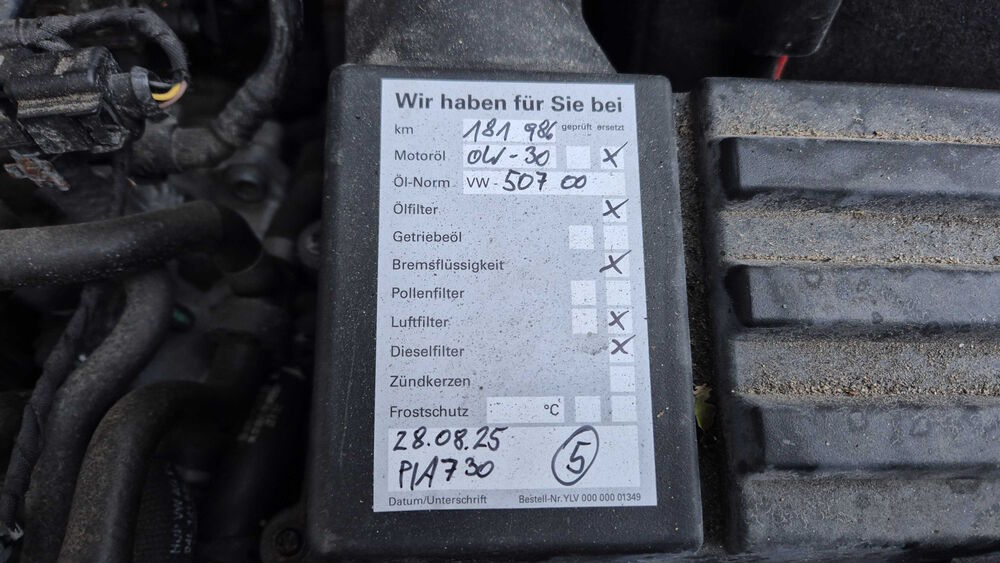 Wir haben für Sie bei
km 181 986 geprüft ersetzt
Motoröl 0W-30 X
Öl-Norm VW - 507 00
Ölfilter X
Getriebeöl
Bremsflüssigkeit X
Pollenfilter
Luftfilter X
Dieselfilter X
Zündkerzen
Frostschutz °C
28.08.25
P/A730 5
Datum/Unterschrift Bestell-Nr. YLV 000 000 01349